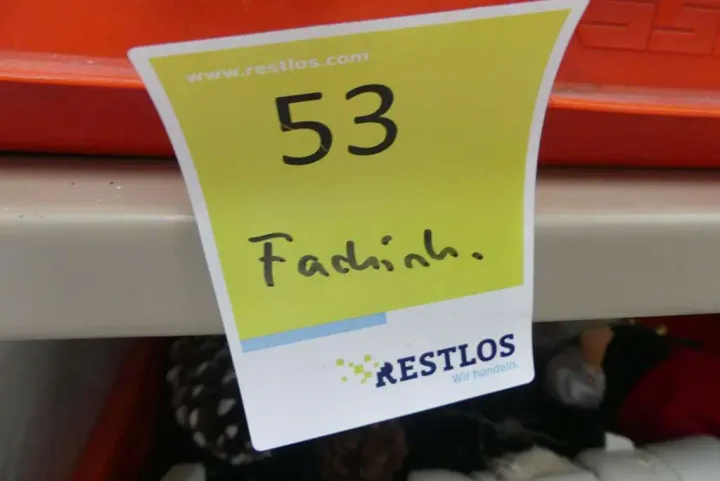 www.restlos.com
53
Fachinh.
RESTLOS
Wir handeln.